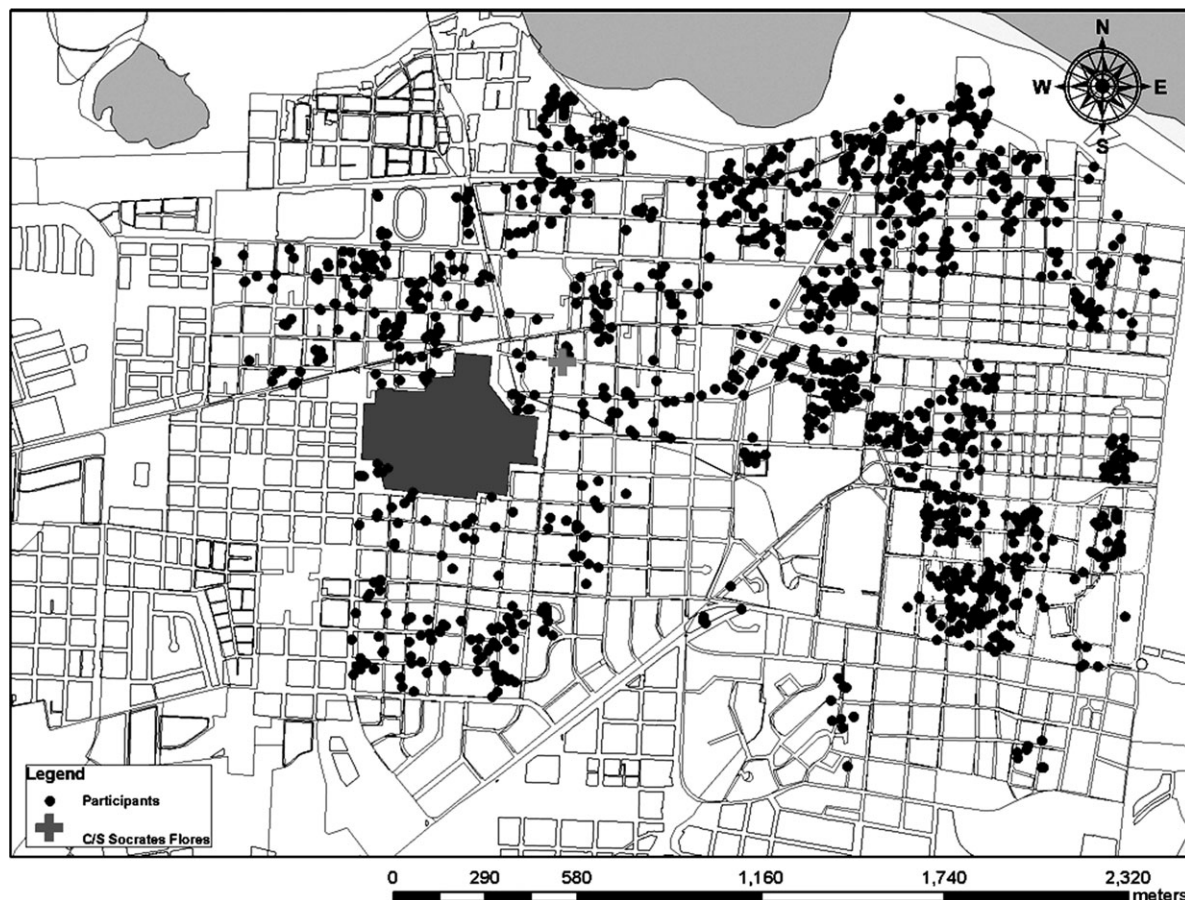 N
W E
S
Legend
Participants
C/S Socrates Flores
0 290 580 1,160 1,740 2,320
meters